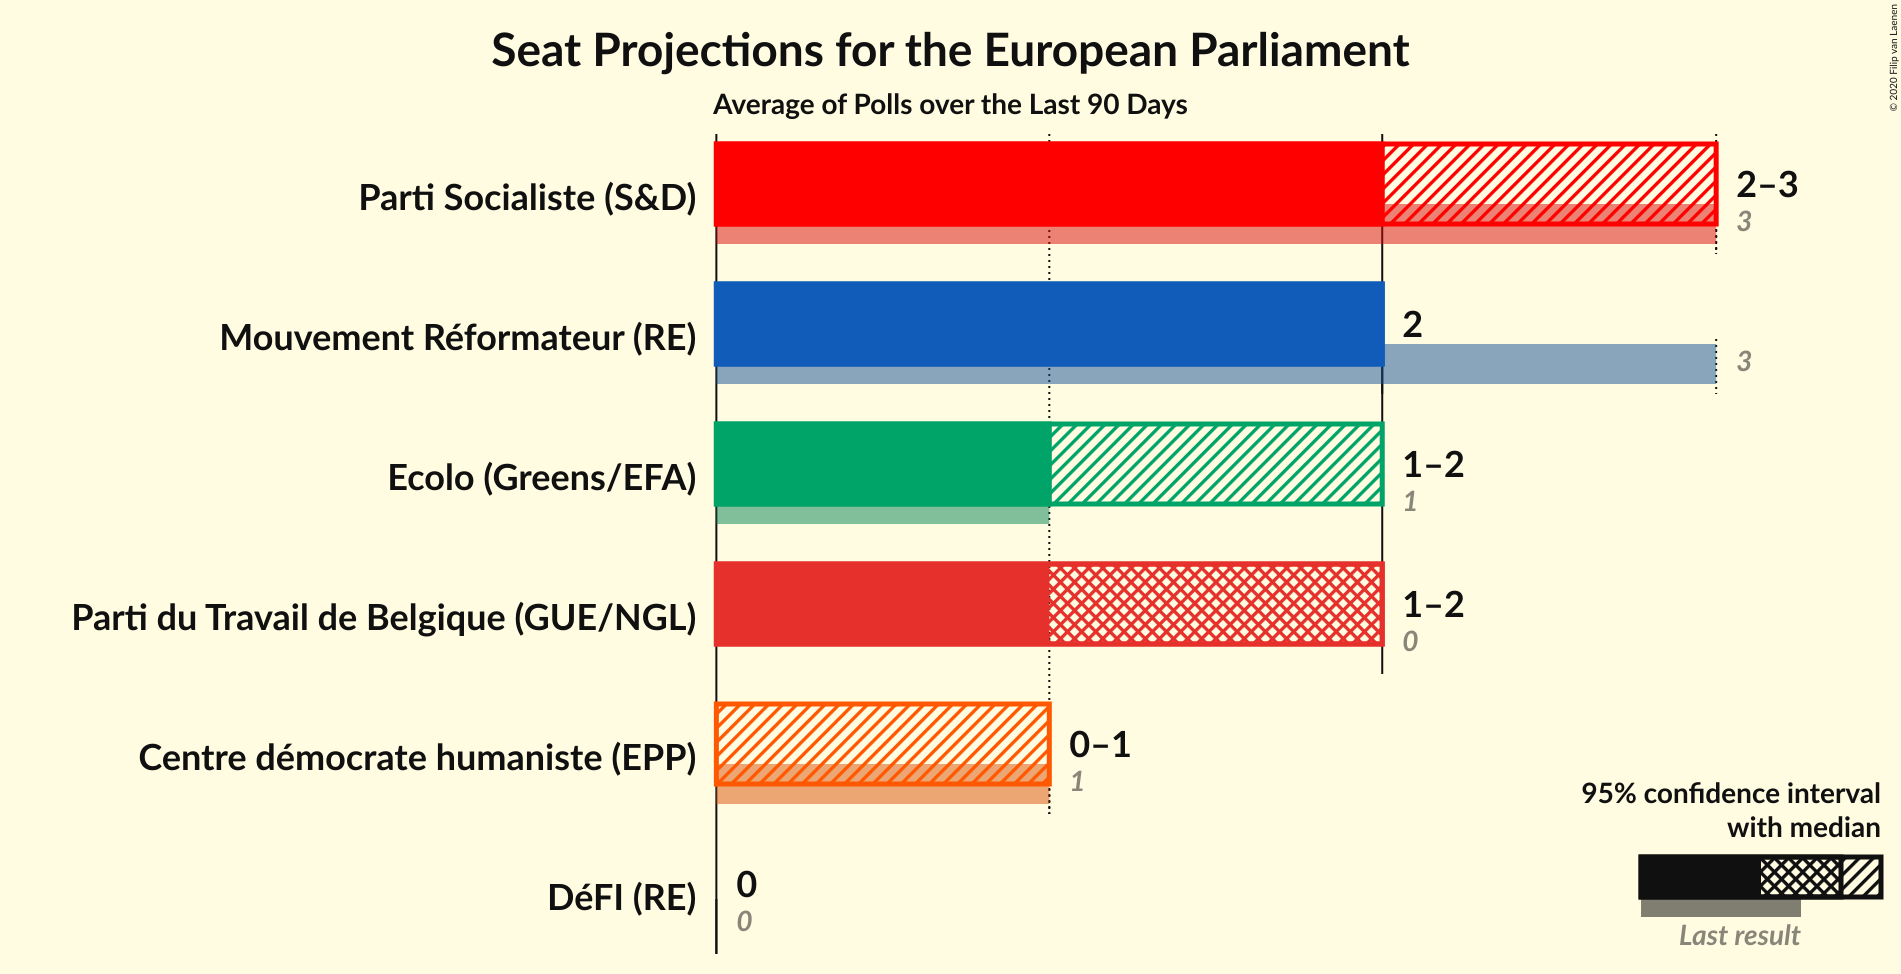 Seat Projections for the European Parliament
Average of Polls over the Last 90 Days
© 2020 Filip van Laenen
Parti Socialiste (S&D)
2–3
3
Mouvement Réformateur (RE)
2
3
Ecolo (Greens/EFA)
1–2
1
Parti du Travail de Belgique (GUE/NGL)
1–2
0
Centre démocrate humaniste (EPP)
0–1
1
DéFI (RE)
0
0
95% confidence interval
with median
Last result